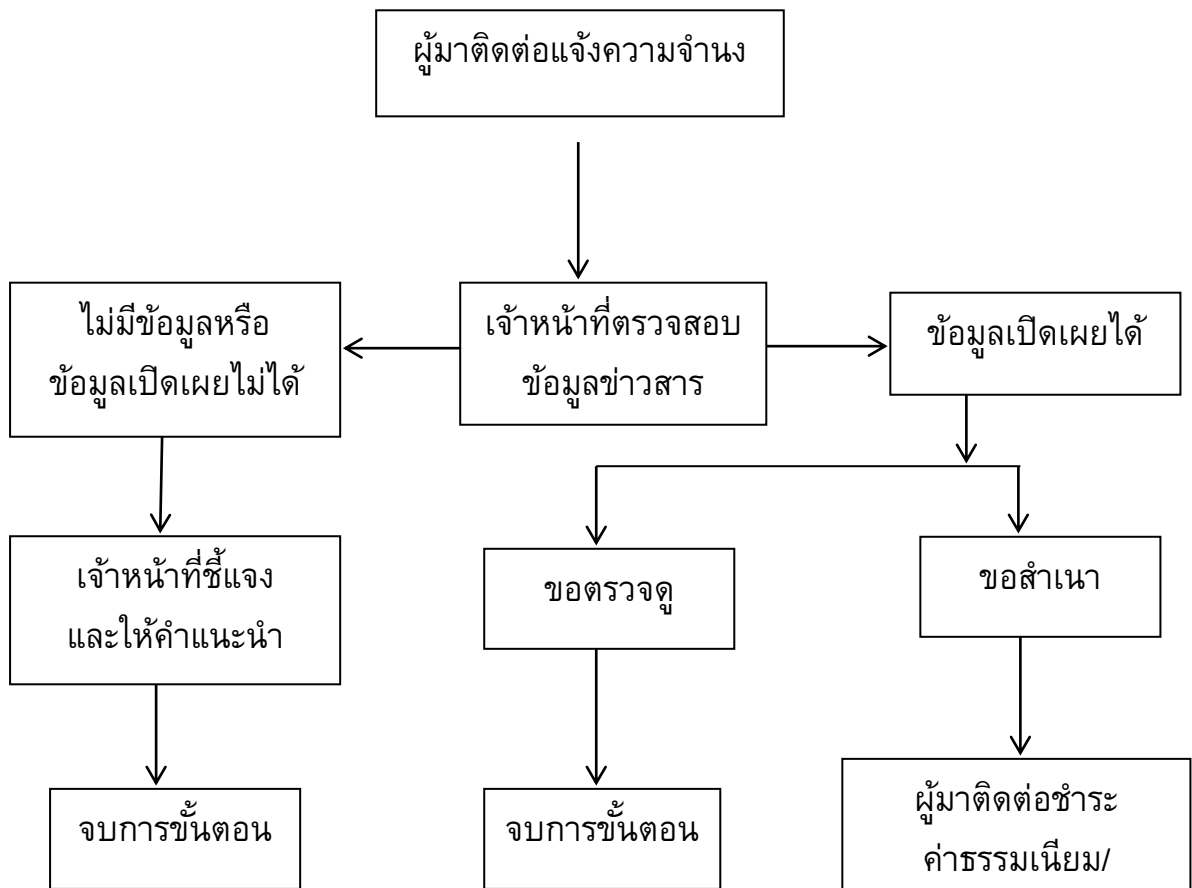 ผู้มาติดต่อแจ้งความจำนง
ไม่มีข้อมูลหรือ
ข้อมูลเปิดเผยไม่ได้
เจ้าหน้าที่ตรวจสอบ
ข้อมูลข่าวสาร
ข้อมูลเปิดเผยได้
เจ้าหน้าที่ชี้แจง
และให้คำแนะนำ
ขอตรวจดู
ขอสำเนา
จบการขั้นตอน
จบการขั้นตอน
ผู้มาติดต่อชำระ
ค่าธรรมเนียม/